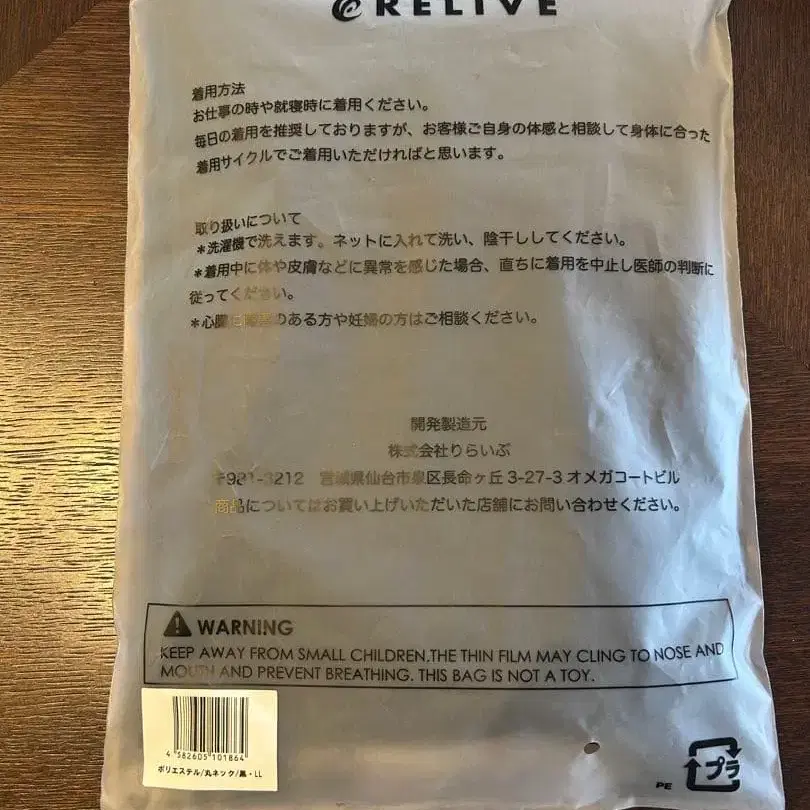 RELIVE
着用方法
お仕事の時や就寝時に着用ください。
毎日の着用を推奨しておりますが、お客様ご自身の体感と相談して身体に合った
着用サイクルでご着用いただければと思います。
取り扱いについて
*洗濯機で洗えます。ネットに入れて洗い、陰干ししてください。
*着用中に体や皮膚などに異常を感じた場合、直ちに着用を中止し医師の判断に
従ってください。
*心臓に障害のある方や妊婦の方はご相談ください。
開発製造元
株式会社りらいぶ
〒981-3212 宮城県仙台市泉区長命ヶ丘 3-27-3 オメガコートビル
商品についてはお買い上げいただいた店舗にお問い合わせください。
WARNING
KEEP AWAY FROM SMALL CHILDREN.THE THIN FILM MAY CLING TO NOSE AND
MOUTH AND PREVENT BREATHING. THIS BAG IS NOT A TOY.
4 582605 101864
ポリエステル/丸ネック/黒・LL
PE
プラ